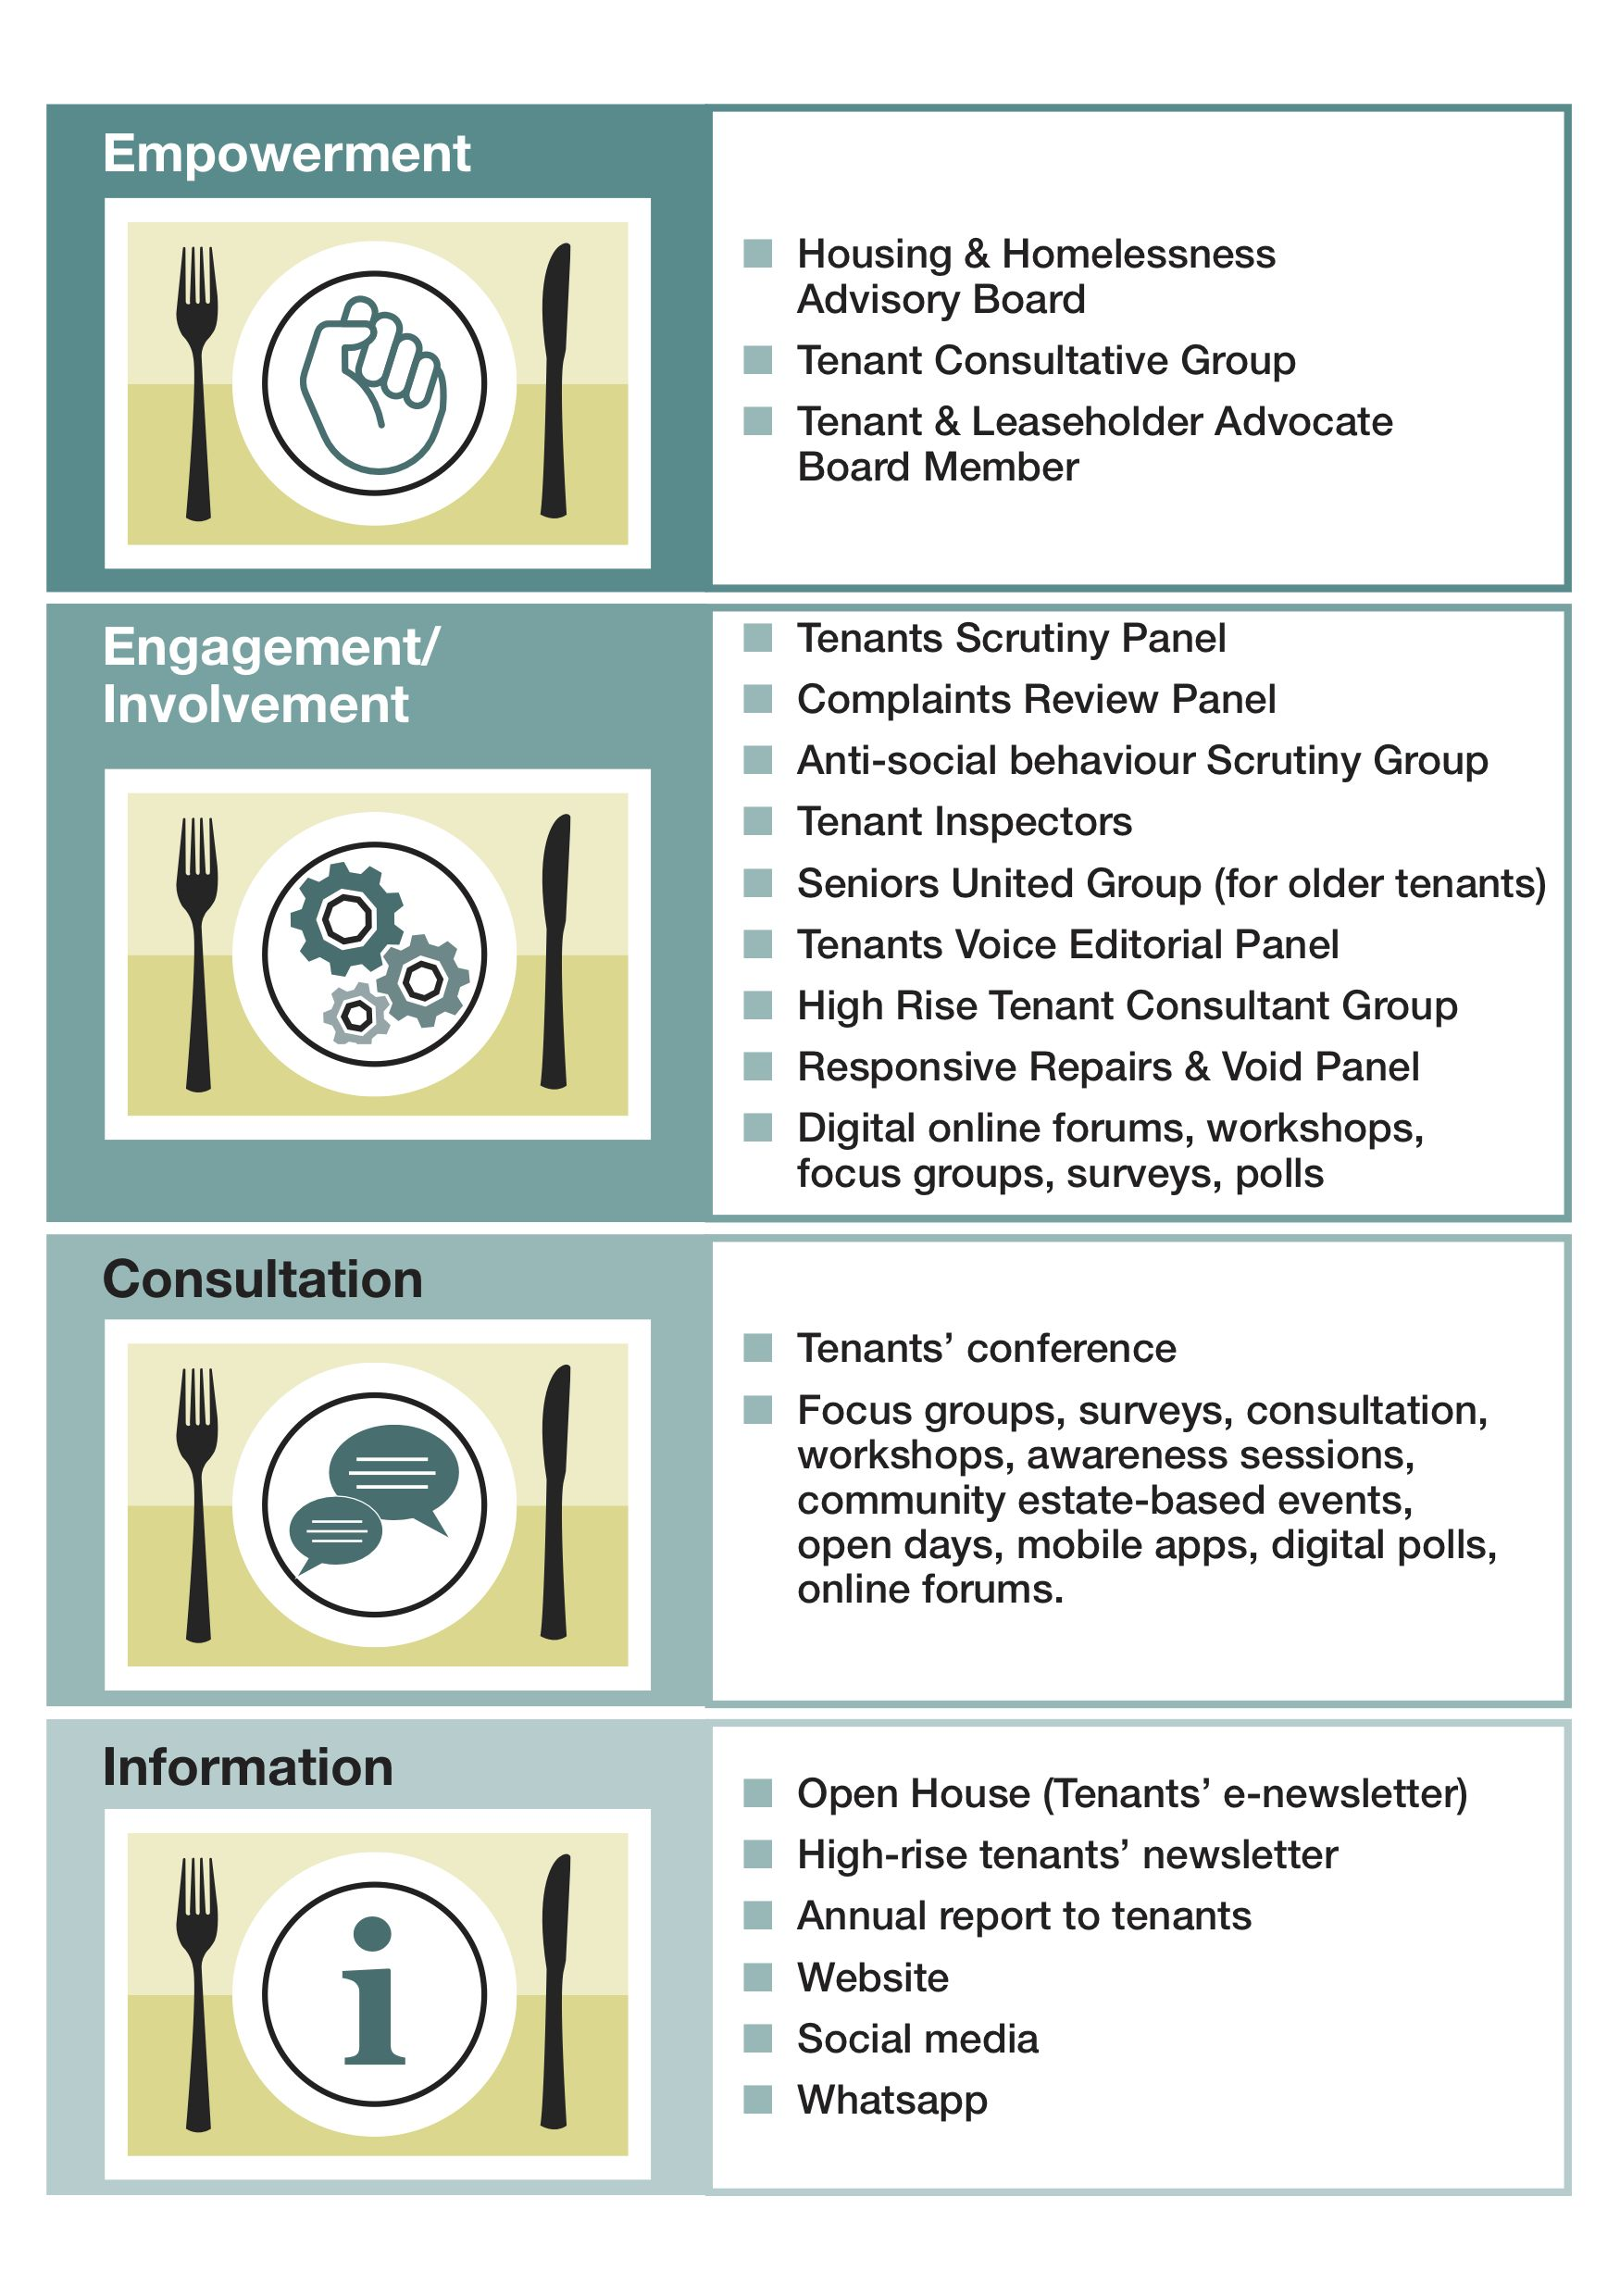 Empowerment
Housing & Homelessness
Advisory Board
Tenant Consultative Group
Tenant & Leaseholder Advocate
Board Member
Engagement/
Involvement
Tenants Scrutiny Panel
Complaints Review Panel
Anti-social behaviour Scrutiny Group
Tenant Inspectors
Seniors United Group (for older tenants)
Tenants Voice Editorial Panel
High Rise Tenant Consultant Group
Responsive Repairs & Void Panel
Digital online forums, workshops,
focus groups, surveys, polls
Consultation
Tenants’ conference
Focus groups, surveys, consultation,
workshops, awareness sessions,
community estate-based events,
open days, mobile apps, digital polls,
online forums.
Information
i
Open House (Tenants’ e-newsletter)
High-rise tenants’ newsletter
Annual report to tenants
Website
Social media
Whatsapp